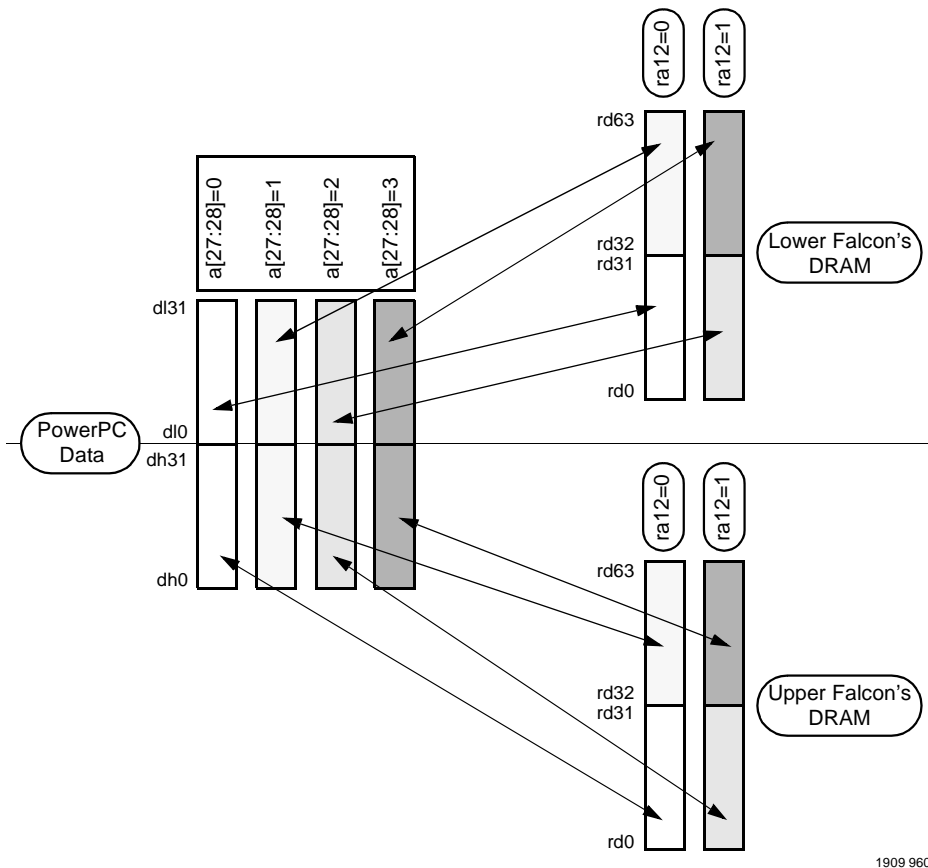 ra12=0
ra12=1
rd63
a[27:28]=0
a[27:28]=1
a[27:28]=2
a[27:28]=3
rd32
rd31
Lower Falcon's
DRAM
dl31
rd0
PowerPC
Data
dl0
dh31
ra12=0
ra12=1
dh0
rd63
rd32
rd31
Upper Falcon's
DRAM
rd0
1909 960